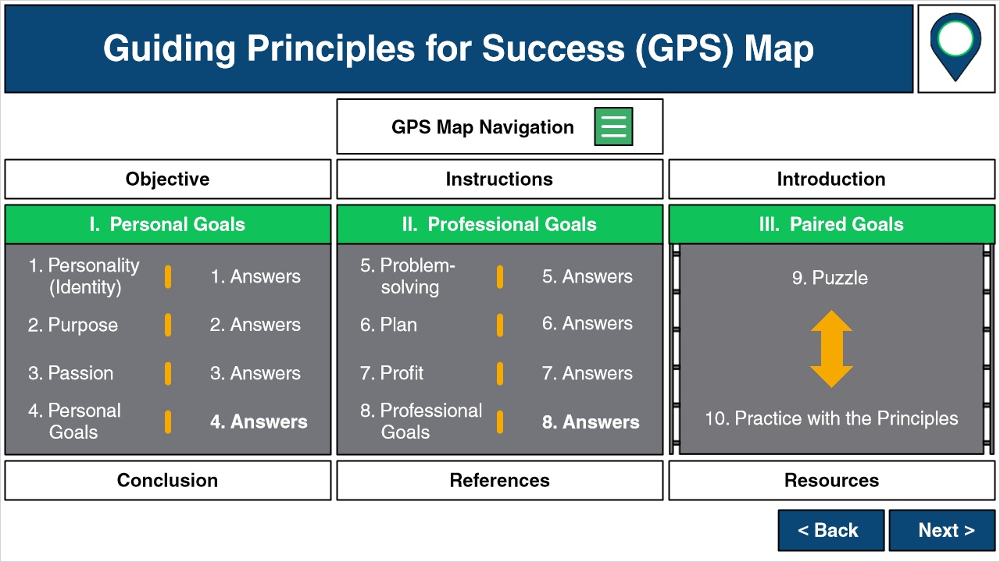 Guiding Principles for Success (GPS) Map
GPS Map Navigation
Objective
Instructions
Introduction
I. Personal Goals
1. Personality
(Identity)
1. Answers
2. Purpose
2. Answers
3. Passion
3. Answers
4. Personal
Goals
4. Answers
II. Professional Goals
5. Problem-
solving
5. Answers
6. Plan
6. Answers
7. Profit
7. Answers
8. Professional
Goals
8. Answers
III. Paired Goals
9. Puzzle
10. Practice with the Principles
Conclusion
References
Resources
< Back
Next >